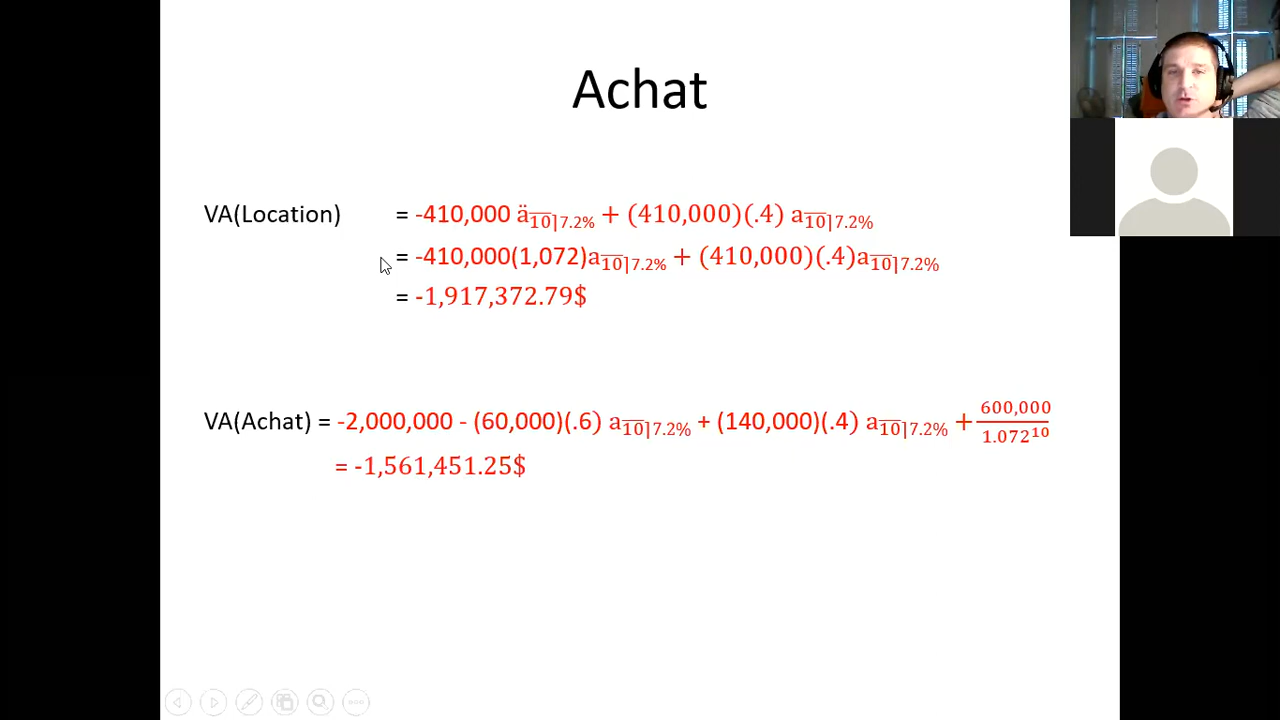 Achat
VA(Location) = -410,000 ä₁₀̅˥7.2% + (410,000)(.4) a₁₀̅˥7.2%
= -410,000(1,072)a₁₀̅˥7.2% + (410,000)(.4)a₁₀̅˥7.2%
= -1,917,372.79$
VA(Achat) = -2,000,000 - (60,000)(.6) a₁₀̅˥7.2% + (140,000)(.4) a₁₀̅˥7.2% + 600,000/1.072¹⁰
= -1,561,451.25$